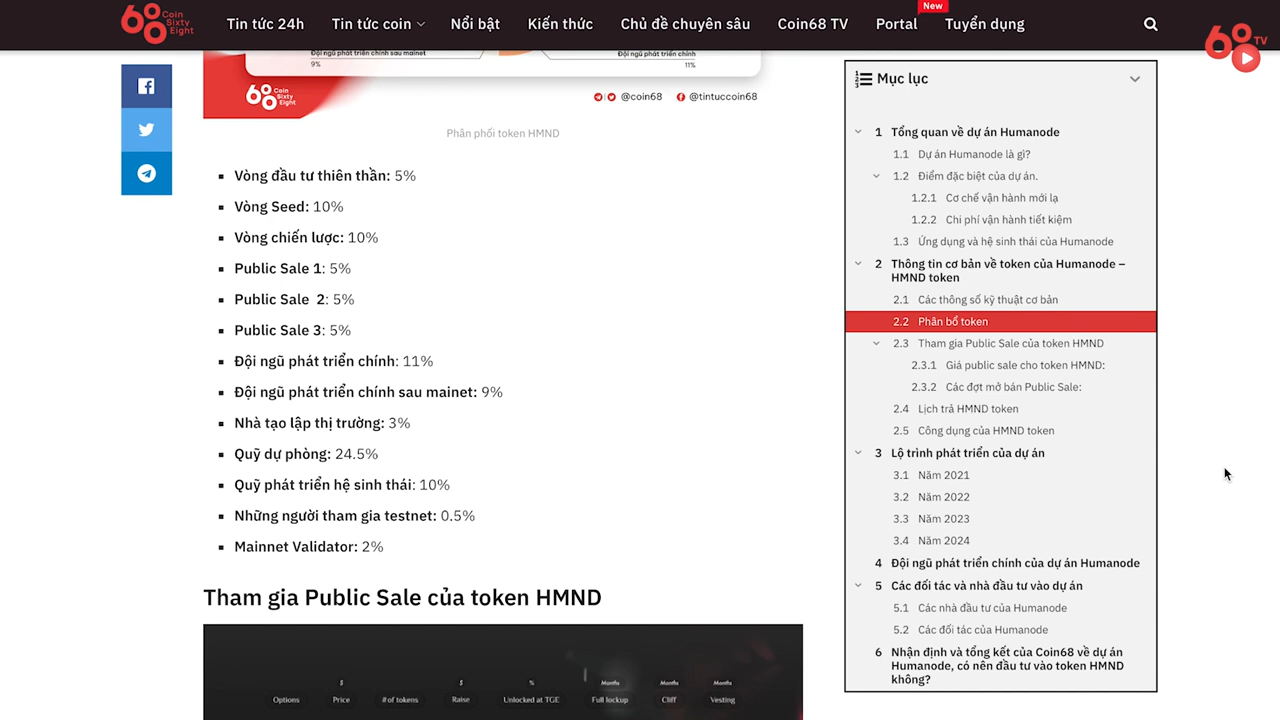 Coin
Sixty
Eight
Tin tức 24h
Tin tức coin
Nổi bật
Kiến thức
Chủ đề chuyên sâu
Coin68 TV
Portal
New
Tuyển dụng
68 TV
Đội ngũ phát triển chính sau mainet
9%
Đội ngũ phát triển chính
11%
Coin
Sixty
Eight
@coin68
@tintuccoin68
Phân phối token HMND
Vòng đầu tư thiên thần: 5%
Vòng Seed: 10%
Vòng chiến lược: 10%
Public Sale 1: 5%
Public Sale 2: 5%
Public Sale 3: 5%
Đội ngũ phát triển chính: 11%
Đội ngũ phát triển chính sau mainet: 9%
Nhà tạo lập thị trường: 3%
Quỹ dự phòng: 24.5%
Quỹ phát triển hệ sinh thái: 10%
Những người tham gia testnet: 0.5%
Mainnet Validator: 2%
Tham gia Public Sale của token HMND
Options
$
Price
# of tokens
$
Raise
%
Unlocked at TGE
Months
Full lockup
Months
Cliff
Months
Vesting
Mục lục
1 Tổng quan về dự án Humanode
1.1 Dự án Humanode là gì?
1.2 Điểm đặc biệt của dự án.
1.2.1 Cơ chế vận hành mới lạ
1.2.2 Chi phí vận hành tiết kiệm
1.3 Ứng dụng và hệ sinh thái của Humanode
2 Thông tin cơ bản về token của Humanode –
HMND token
2.1 Các thông số kỹ thuật cơ bản
2.2 Phân bổ token
2.3 Tham gia Public Sale của token HMND
2.3.1 Giá public sale cho token HMND:
2.3.2 Các đợt mở bán Public Sale:
2.4 Lịch trả HMND token
2.5 Công dụng của HMND token
3 Lộ trình phát triển của dự án
3.1 Năm 2021
3.2 Năm 2022
3.3 Năm 2023
3.4 Năm 2024
4 Đội ngũ phát triển chính của dự án Humanode
5 Các đối tác và nhà đầu tư vào dự án
5.1 Các nhà đầu tư của Humanode
5.2 Các đối tác của Humanode
6 Nhận định và tổng kết của Coin68 về dự án
Humanode, có nên đầu tư vào token HMND
không?